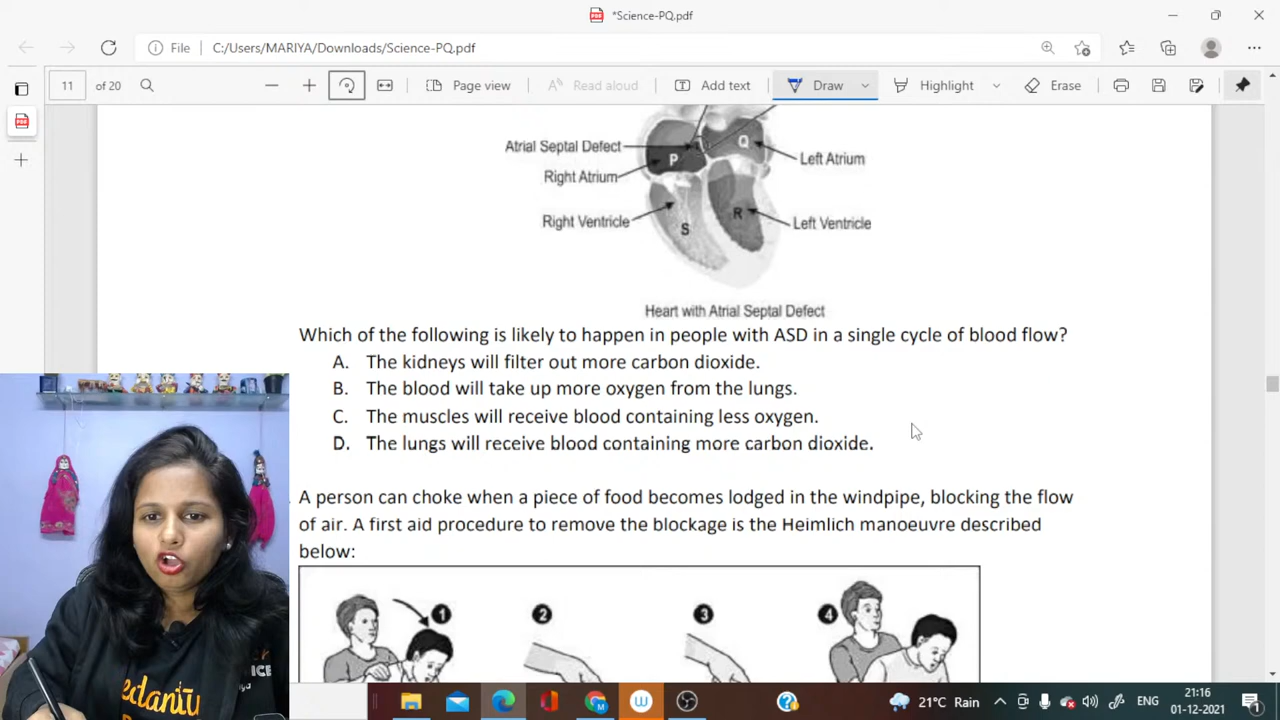 *Science-PQ.pdf
File C:/Users/MARIYA/Downloads/Science-PQ.pdf
11 of 20 Page view Read aloud Add text Draw Highlight Erase
Atrial Septal Defect
Right Atrium
Right Ventricle
P
Q
S
R
Left Atrium
Left Ventricle
Heart with Atrial Septal Defect
Which of the following is likely to happen in people with ASD in a single cycle of blood flow?
A. The kidneys will filter out more carbon dioxide.
B. The blood will take up more oxygen from the lungs.
C. The muscles will receive blood containing less oxygen.
D. The lungs will receive blood containing more carbon dioxide.
A person can choke when a piece of food becomes lodged in the windpipe, blocking the flow
of air. A first aid procedure to remove the blockage is the Heimlich manoeuvre described
below:
1 2 3 4
21°C Rain ENG 21:16
01-12-2021